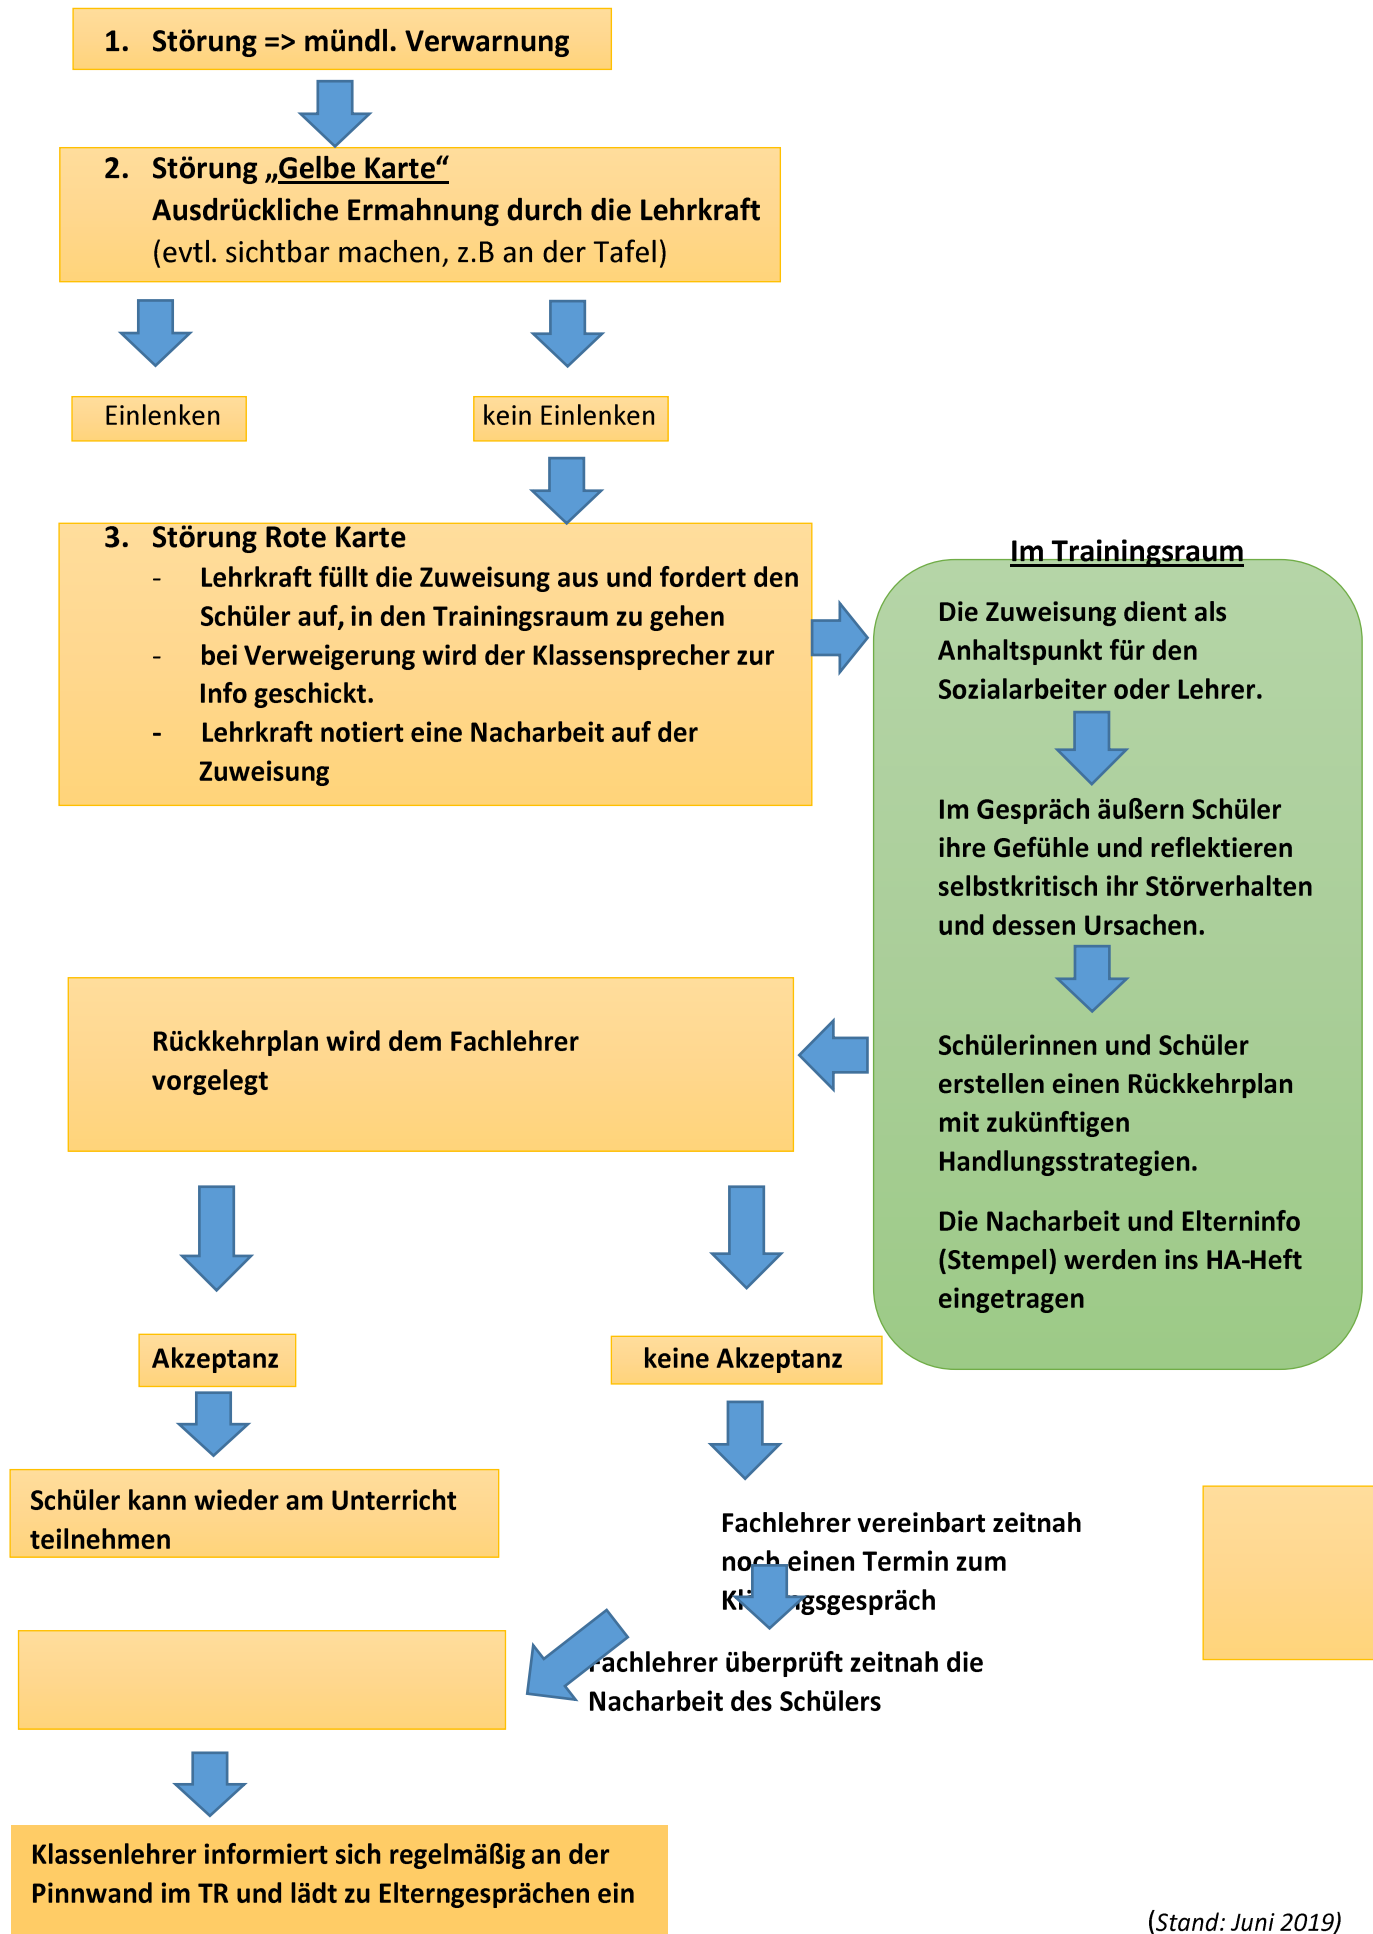 1. Störung => mündl. Verwarnung
2. Störung „Gelbe Karte“
Ausdrückliche Ermahnung durch die Lehrkraft
(evtl. sichtbar machen, z.B an der Tafel)
Einlenken
kein Einlenken
3. Störung Rote Karte
- Lehrkraft füllt die Zuweisung aus und fordert den
Schüler auf, in den Trainingsraum zu gehen
- bei Verweigerung wird der Klassensprecher zur
Info geschickt.
- Lehrkraft notiert eine Nacharbeit auf der
Zuweisung
Im Trainingsraum
Die Zuweisung dient als
Anhaltspunkt für den
Sozialarbeiter oder Lehrer.
Im Gespräch äußern Schüler
ihre Gefühle und reflektieren
selbstkritisch ihr Störverhalten
und dessen Ursachen.
Schülerinnen und Schüler
erstellen einen Rückkehrplan
mit zukünftigen
Handlungsstrategien.
Die Nacharbeit und Elterninfo
(Stempel) werden ins HA-Heft
eingetragen
Rückkehrplan wird dem Fachlehrer
vorgelegt
Akzeptanz
keine Akzeptanz
Schüler kann wieder am Unterricht
teilnehmen
Fachlehrer vereinbart zeitnah
noch einen Termin zum
Klärungsgespräch
Fachlehrer überprüft zeitnah die
Nacharbeit des Schülers
Klassenlehrer informiert sich regelmäßig an der
Pinnwand im TR und lädt zu Elterngesprächen ein
(Stand: Juni 2019)